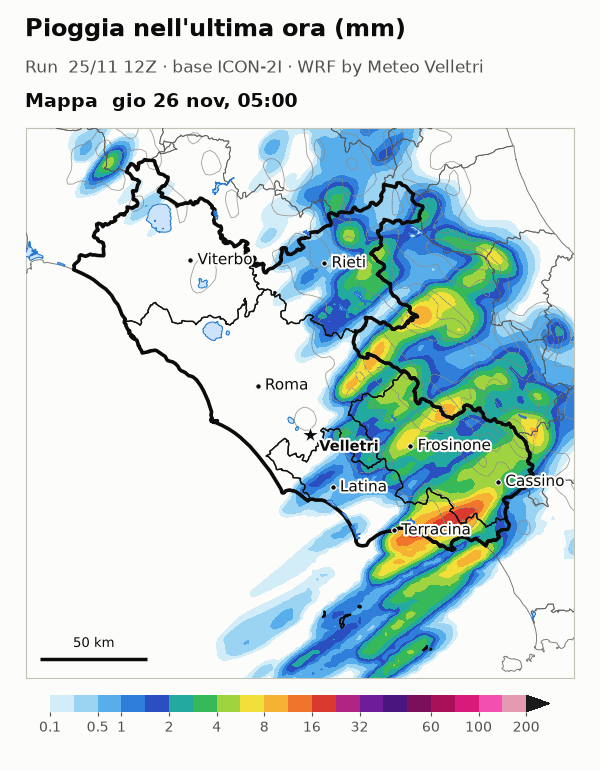 Pioggia nell'ultima ora (mm)
Run  25/11 12Z · base ICON-2I · WRF by Meteo Velletri
Mappa  gio 26 nov, 05:00
Viterbo
Rieti
Roma
Velletri
Frosinone
Latina
Cassino
Terracina
50 km
0.1 0.5 1 2 4 8 16 32 60 100 200